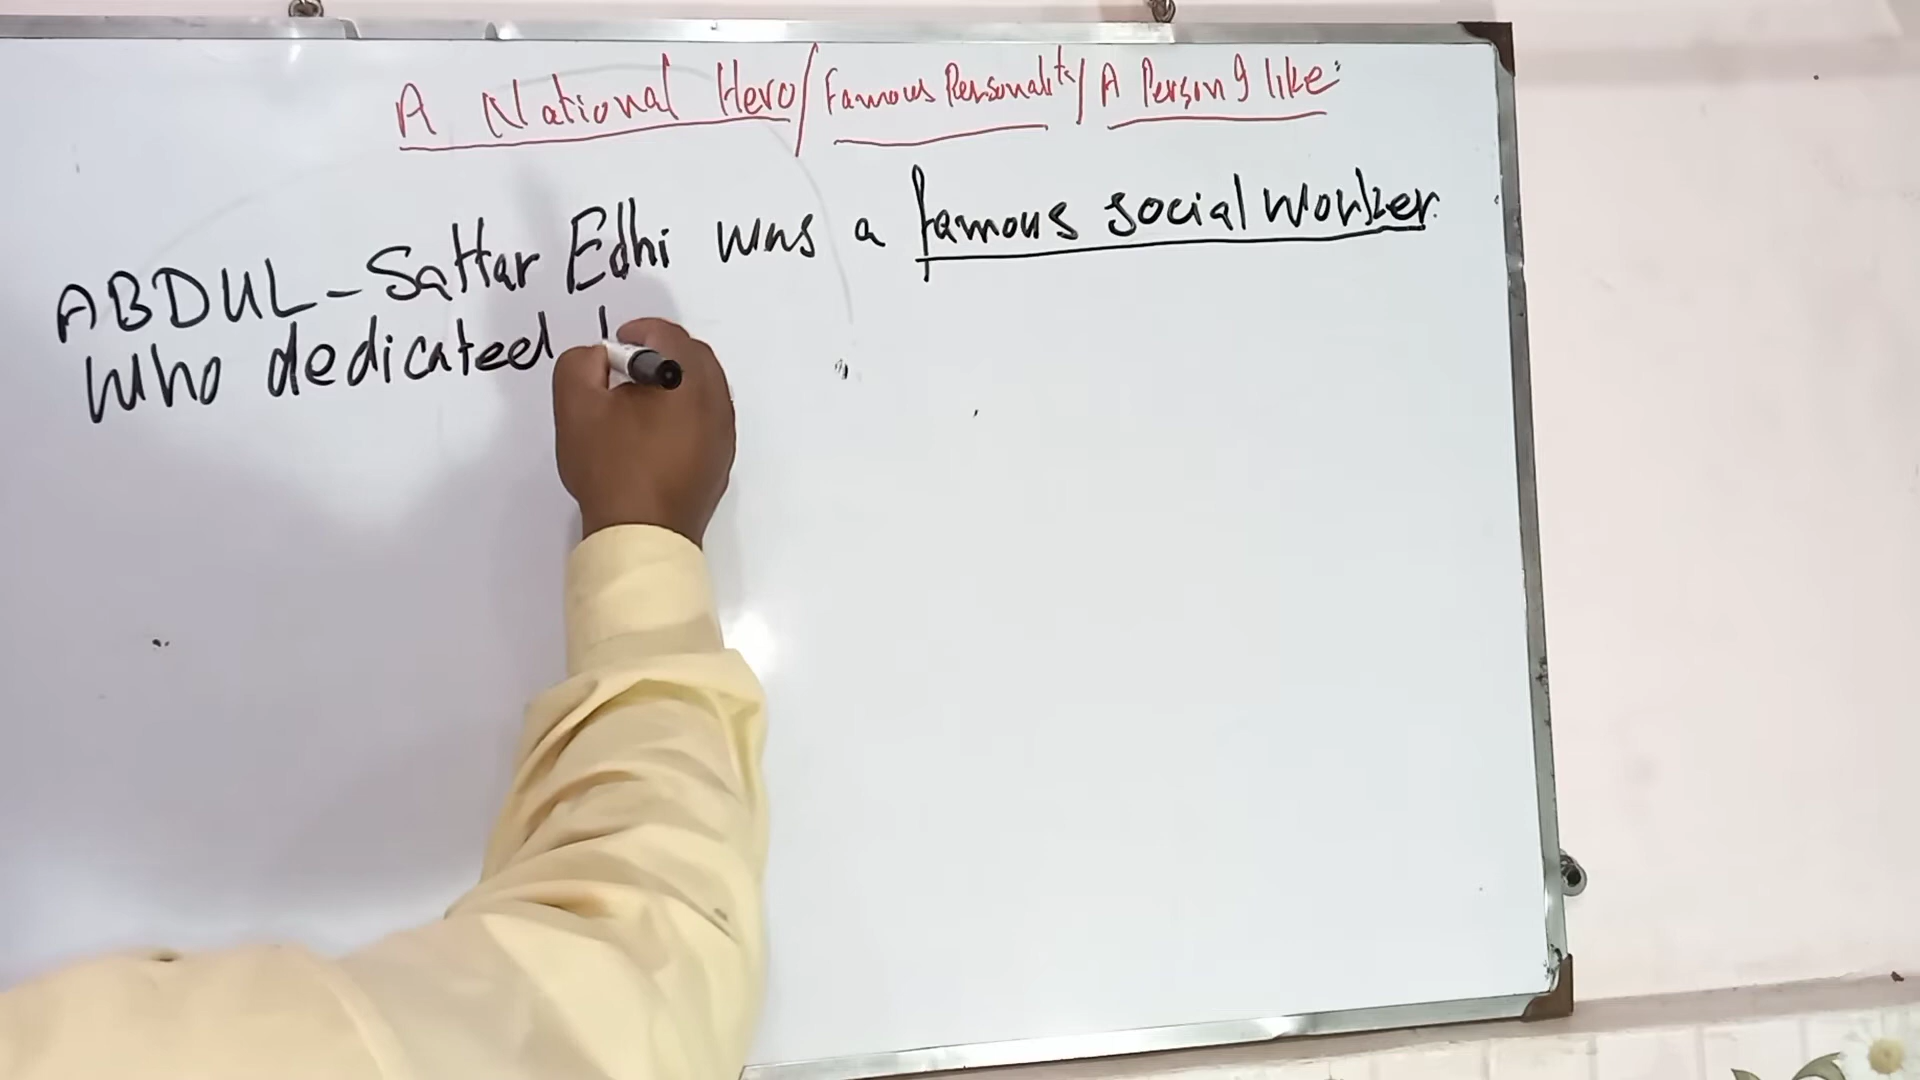 A National Hero/Famous Personality/A Person I like:
ABDUL-Sattar Edhi was a famous social worker.
Who dedicated